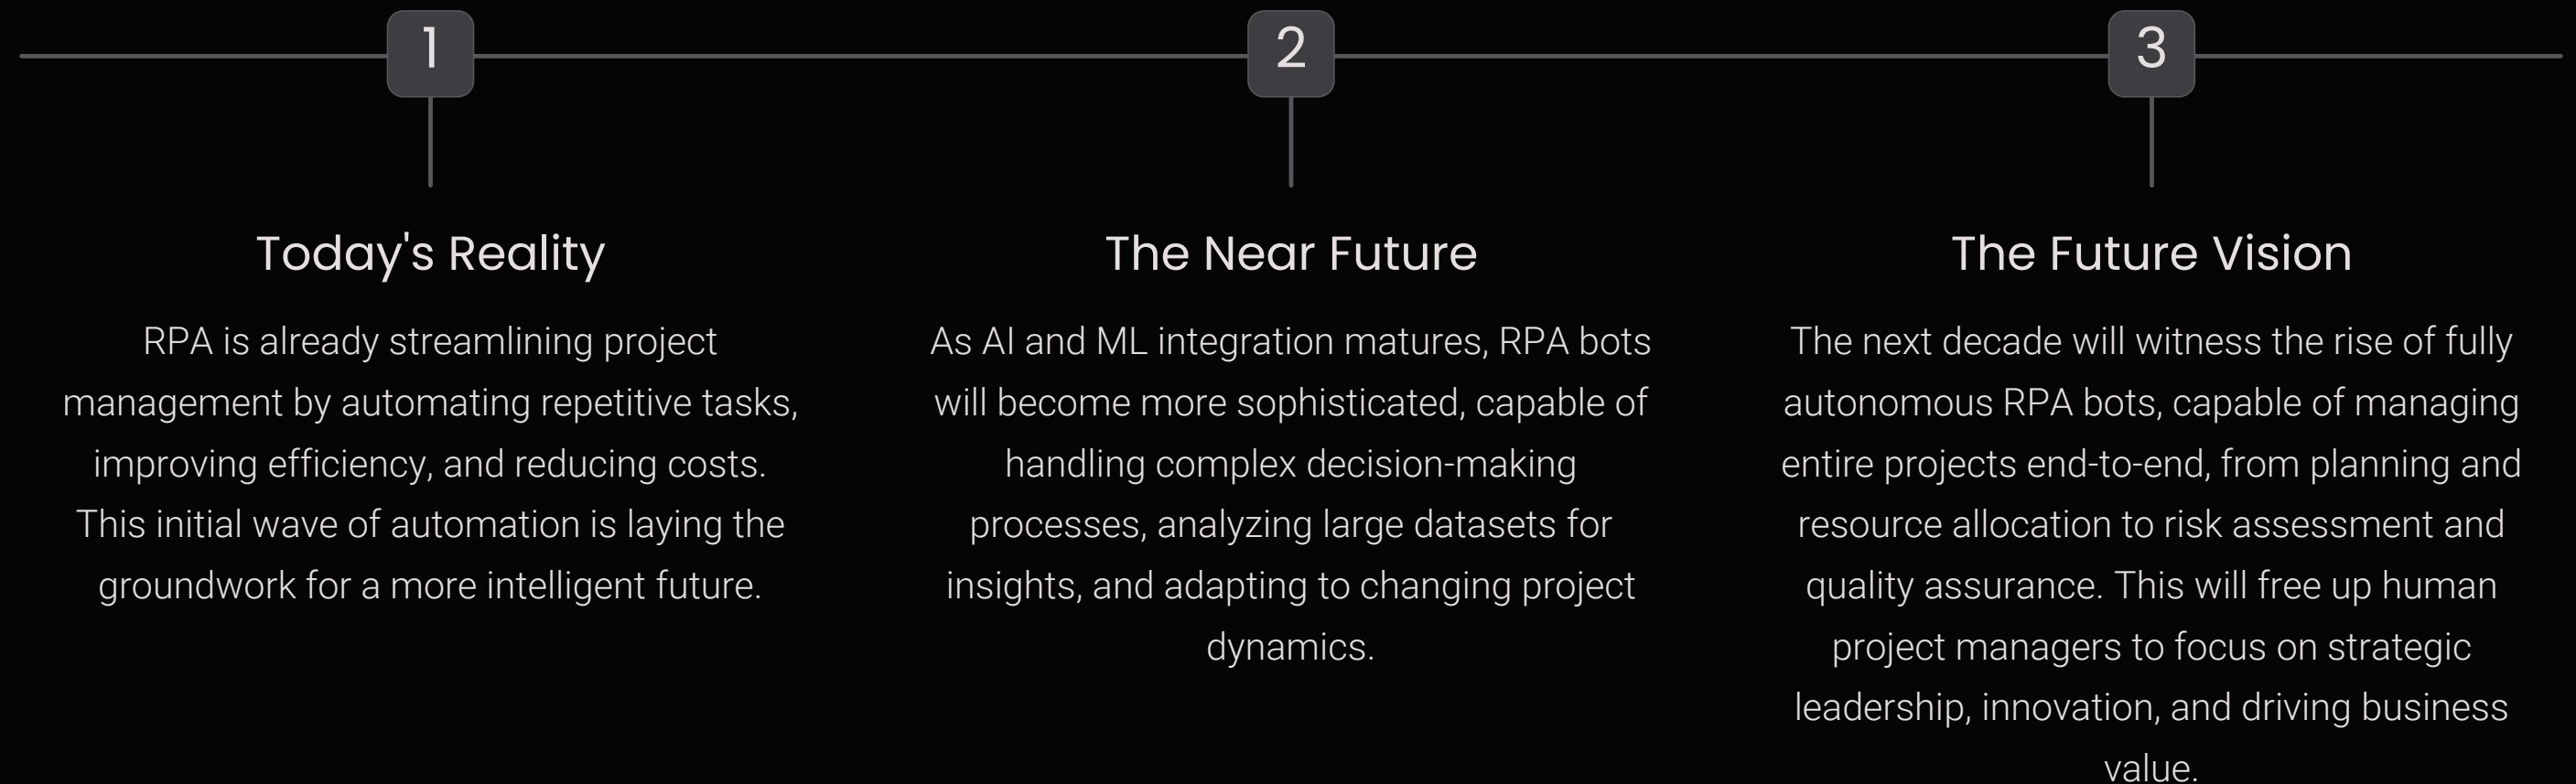 1
Today's Reality
RPA is already streamlining project
management by automating repetitive tasks,
improving efficiency, and reducing costs.
This initial wave of automation is laying the
groundwork for a more intelligent future.
2
The Near Future
As AI and ML integration matures, RPA bots
will become more sophisticated, capable of
handling complex decision-making
processes, analyzing large datasets for
insights, and adapting to changing project
dynamics.
3
The Future Vision
The next decade will witness the rise of fully
autonomous RPA bots, capable of managing
entire projects end-to-end, from planning and
resource allocation to risk assessment and
quality assurance. This will free up human
project managers to focus on strategic
leadership, innovation, and driving business
value.